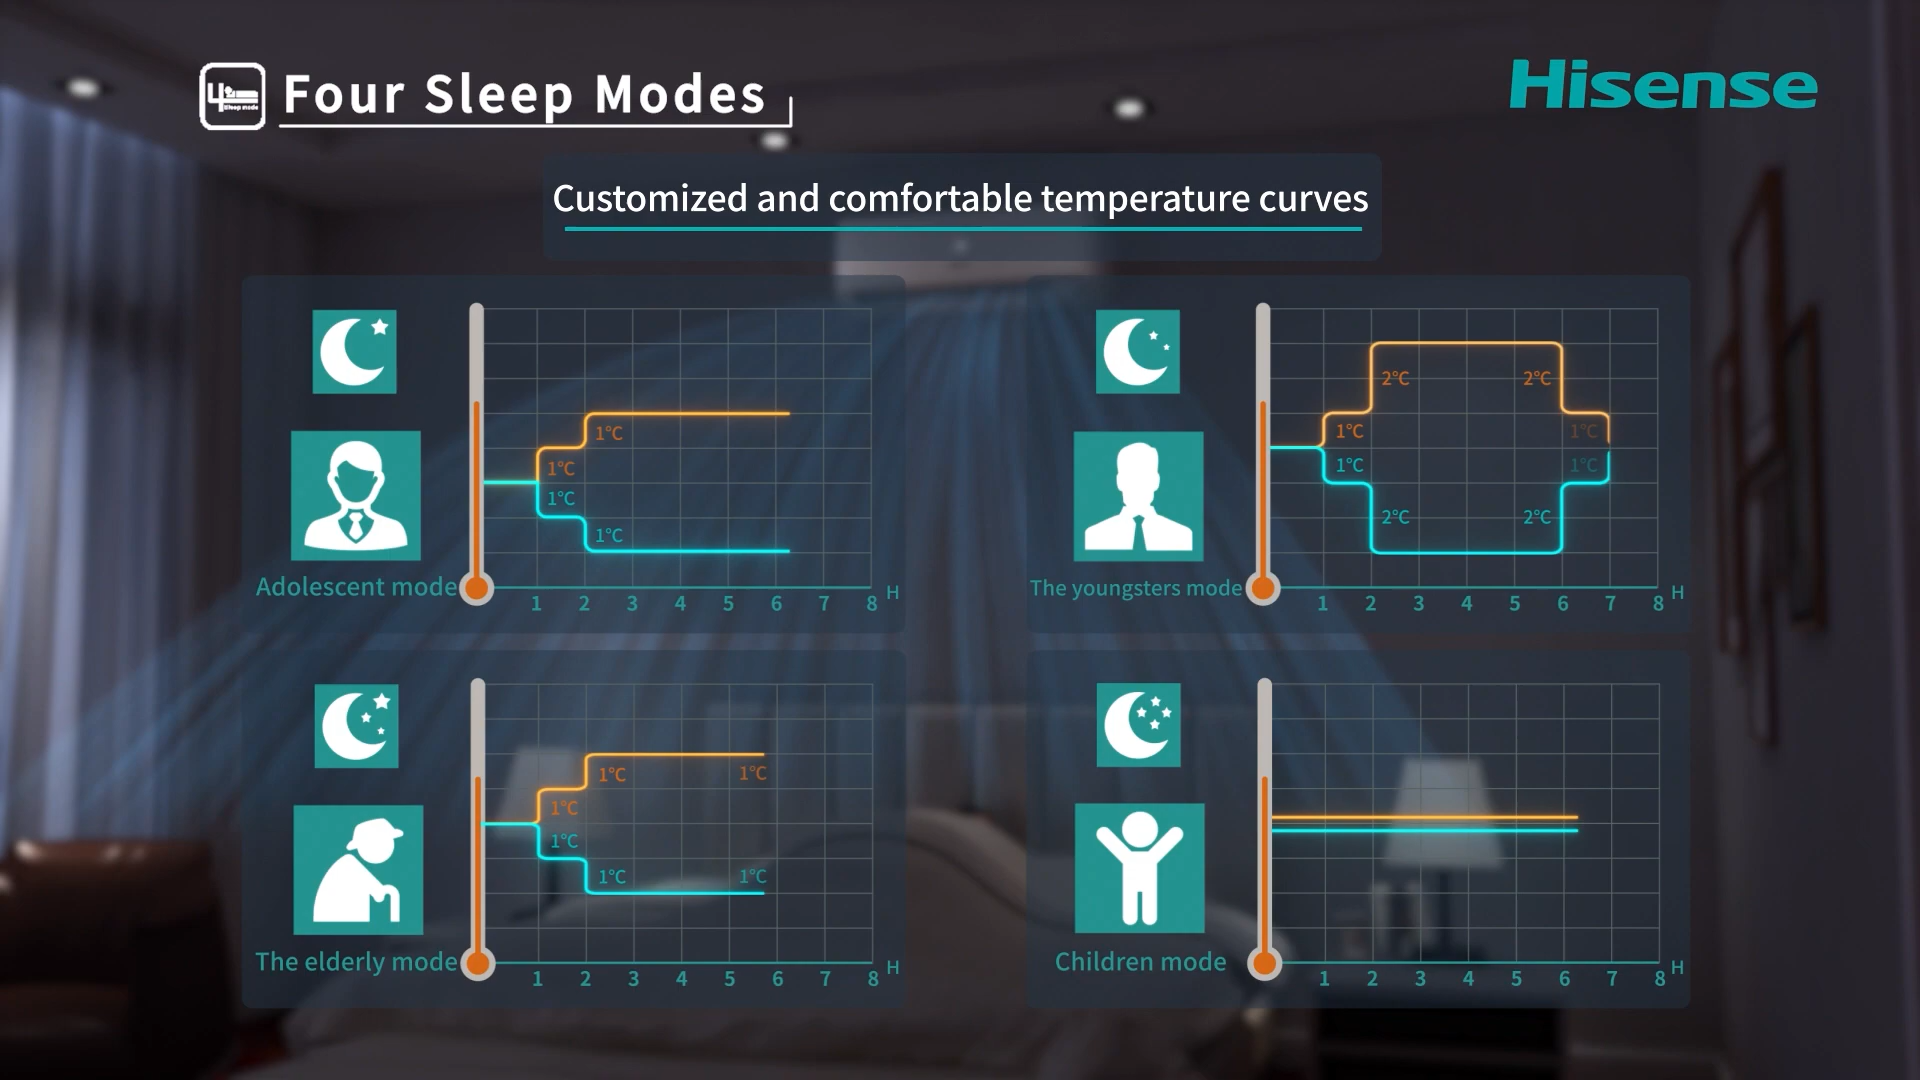 4
Sleep mode
Four Sleep Modes
Hisense
Customized and comfortable temperature curves
1°C
1°C
1°C
1°C
Adolescent mode
1 2 3 4 5 6 7 8 H
2°C 2°C
1°C 1°C
1°C 1°C
2°C 2°C
The youngsters mode
1 2 3 4 5 6 7 8 H
1°C 1°C
1°C
1°C
1°C 1°C
The elderly mode
1 2 3 4 5 6 7 8 H
Children mode
1 2 3 4 5 6 7 8 H